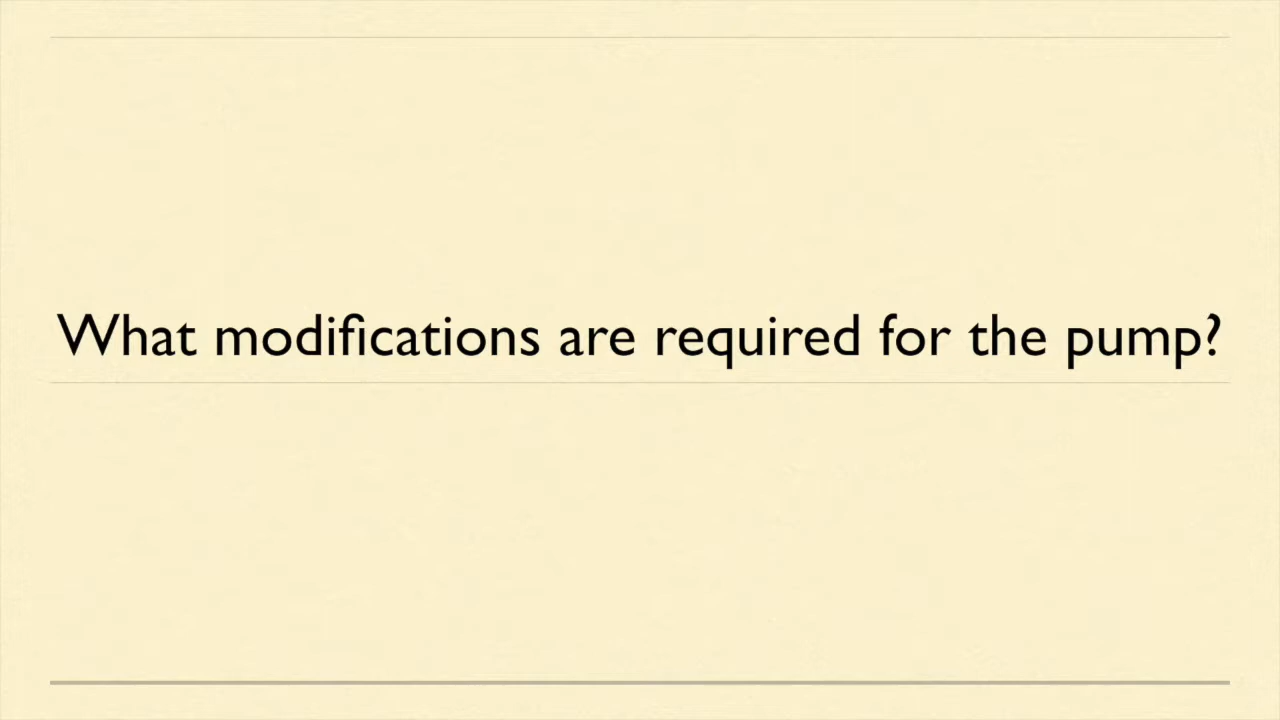 What modifications are required for the pump?